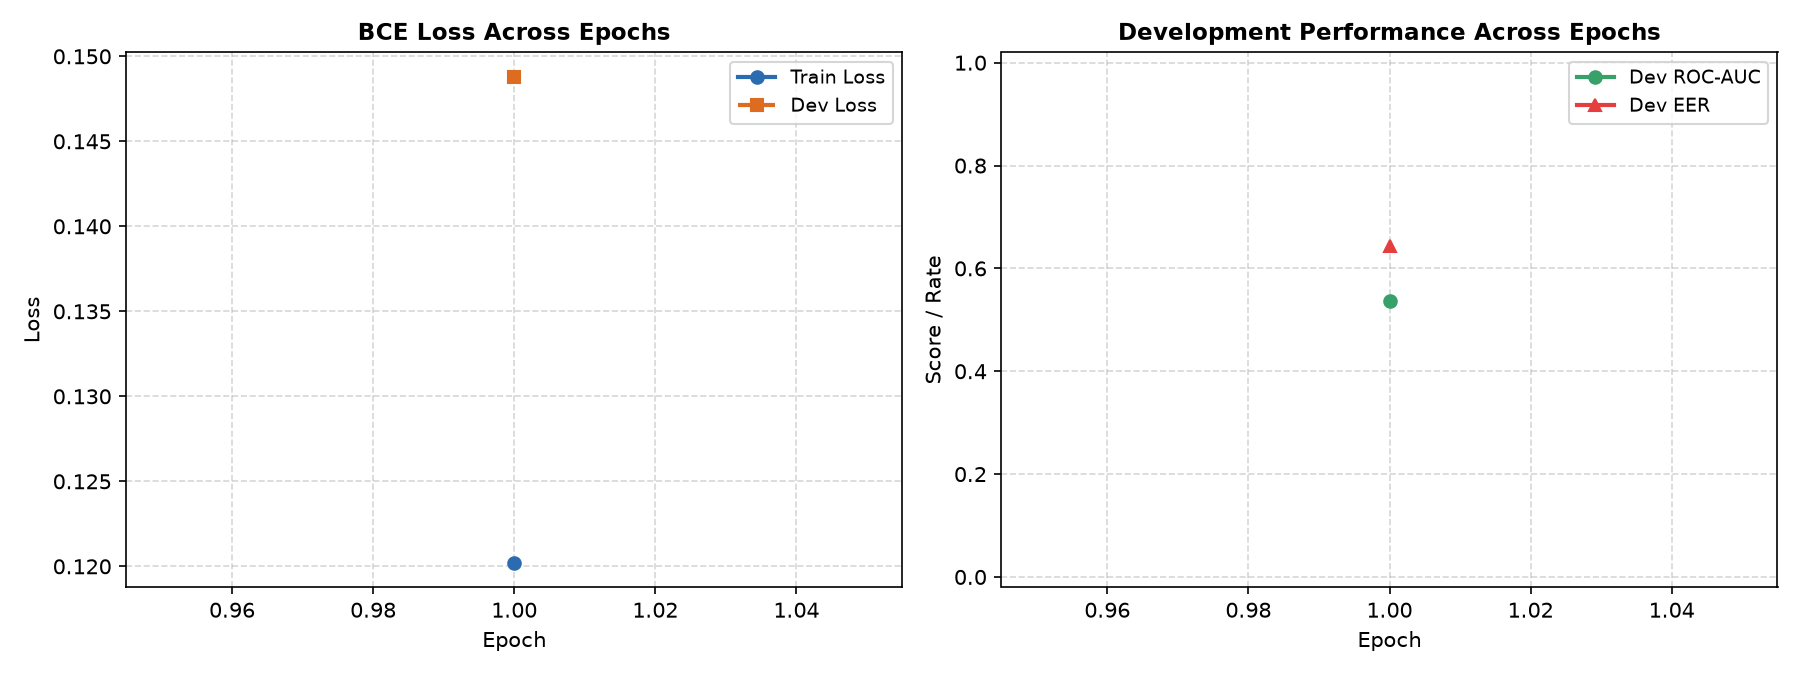 BCE Loss Across Epochs
0.150
0.145
0.140
0.135
0.130
0.125
0.120
Loss
Train Loss
Dev Loss
0.96 0.98 1.00 1.02 1.04
Epoch
Development Performance Across Epochs
1.0
0.8
0.6
0.4
0.2
0.0
Score / Rate
Dev ROC-AUC
Dev EER
0.96 0.98 1.00 1.02 1.04
Epoch